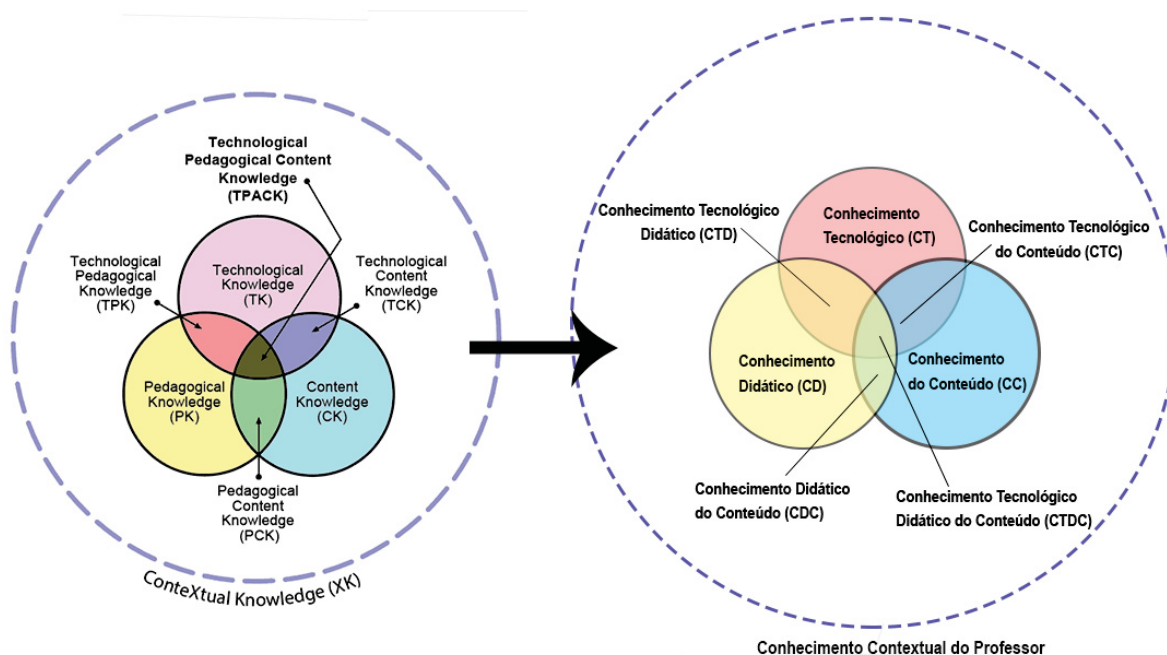 Technological
Pedagogical Content
Knowledge
(TPACK)
Technological
Pedagogical
Knowledge
(TPK)
Technological
Knowledge
(TK)
Technological
Content
Knowledge
(TCK)
Pedagogical
Knowledge
(PK)
Content
Knowledge
(CK)
Pedagogical
Content
Knowledge
(PCK)
ConteXtual Knowledge (XK)
Conhecimento Tecnológico
Didático (CTD)
Conhecimento
Tecnológico (CT)
Conhecimento Tecnológico
do Conteúdo (CTC)
Conhecimento
Didático (CD)
Conhecimento
do Conteúdo (CC)
Conhecimento Didático
do Conteúdo (CDC)
Conhecimento Tecnológico
Didático do Conteúdo (CTDC)
Conhecimento Contextual do Professor